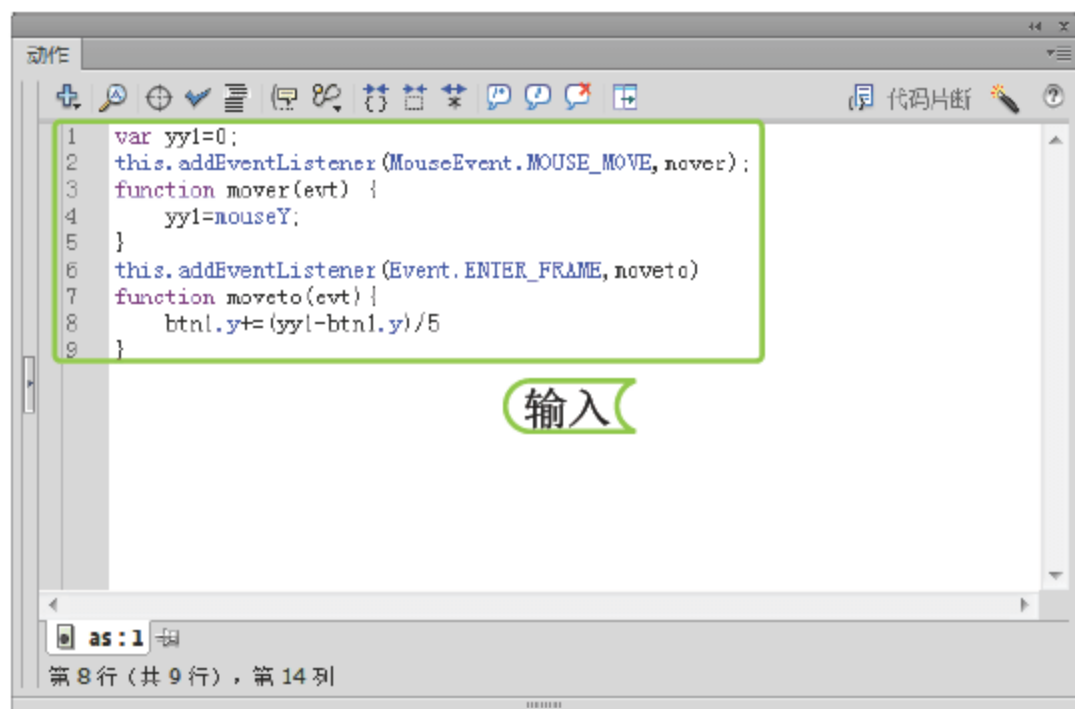 动作
代码片断
1 var yy1=0;
2 this.addEventListener(MouseEvent.MOUSE_MOVE,mover);
3 function mover(evt) {
4 yy1=mouseY;
5 }
6 this.addEventListener(Event.ENTER_FRAME,moveto)
7 function moveto(evt){
8 btn1.y+=(yy1-btn1.y)/5
9 }
输入
as:1
第 8 行 (共 9 行) , 第 14 列